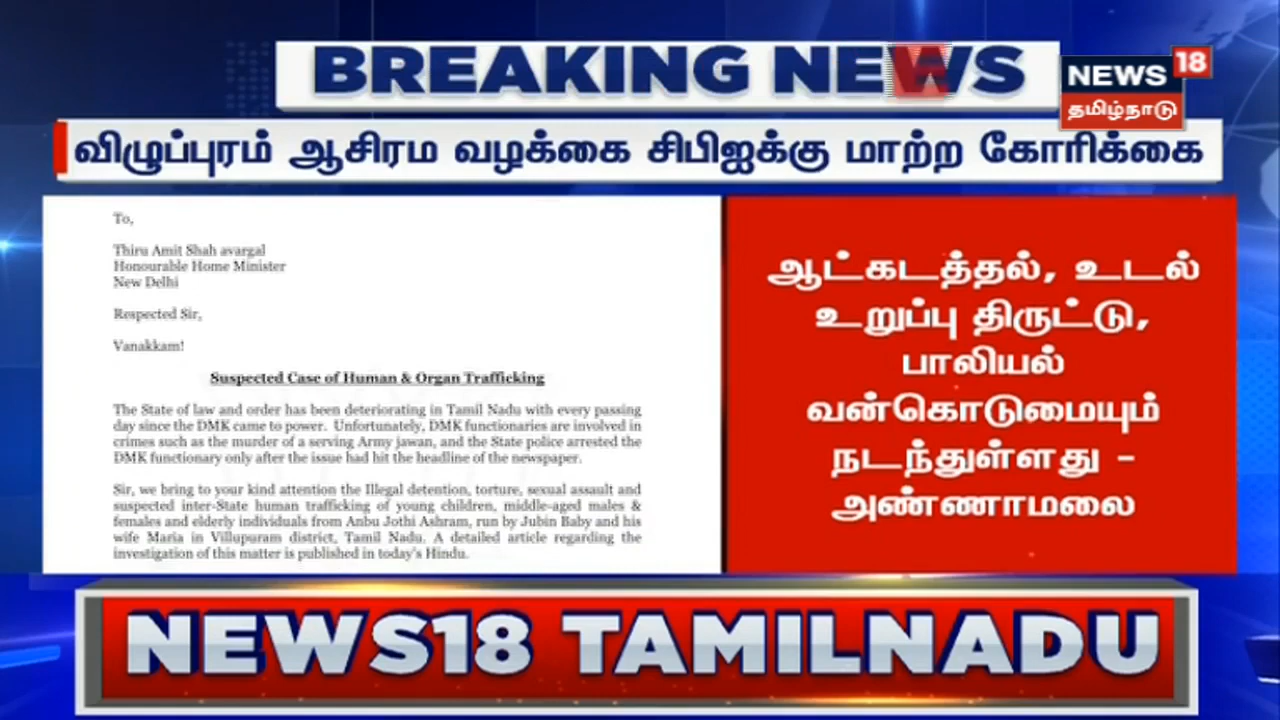 BREAKING NEWS
NEWS 18
தமிழ்நாடு
விழுப்புரம் ஆசிரம வழக்கை சிபிஐக்கு மாற்ற கோரிக்கை
To,
Thiru Amit Shah avargal
Honourable Home Minister
New Delhi
Respected Sir,
Vanakkam!
Suspected Case of Human & Organ Trafficking
The State of law and order has been deteriorating in Tamil Nadu with every passing
day since the DMK came to power. Unfortunately, DMK functionaries are involved in
crimes such as the murder of a serving Army jawan, and the State police arrested the
DMK functionary only after the issue had hit the headline of the newspaper.
Sir, we bring to your kind attention the Illegal detention, torture, sexual assault and
suspected inter-State human trafficking of young children, middle-aged males &
females and elderly individuals from Anbu Jothi Ashram, run by Jubin Baby and his
wife Maria in Villupuram district, Tamil Nadu. A detailed article regarding the
investigation of this matter is published in today's Hindu.
ஆட்கடத்தல், உடல்
உறுப்பு திருட்டு,
பாலியல்
வன்கொடுமையும்
நடந்துள்ளது -
அண்ணாமலை
NEWS18 TAMILNADU